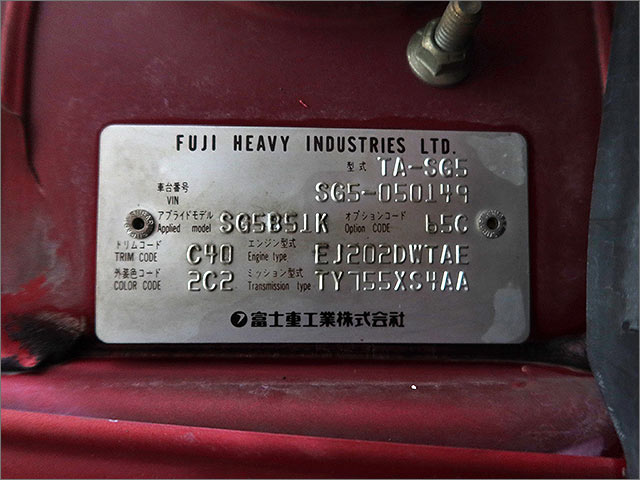 FUJI HEAVY INDUSTRIES LTD.
型式 TA-SG5
車台番号 VIN SG5-050149
アプライドモデル Applied model SG5B51K オプションコード Option CODE 65C
トリムコード TRIM CODE C40 エンジン型式 Engine type EJ202DWTAE
外装色コード COLOR CODE 2C2 ミッション型式 Transmission type TY755XS4AA
フ 富士重工業株式会社